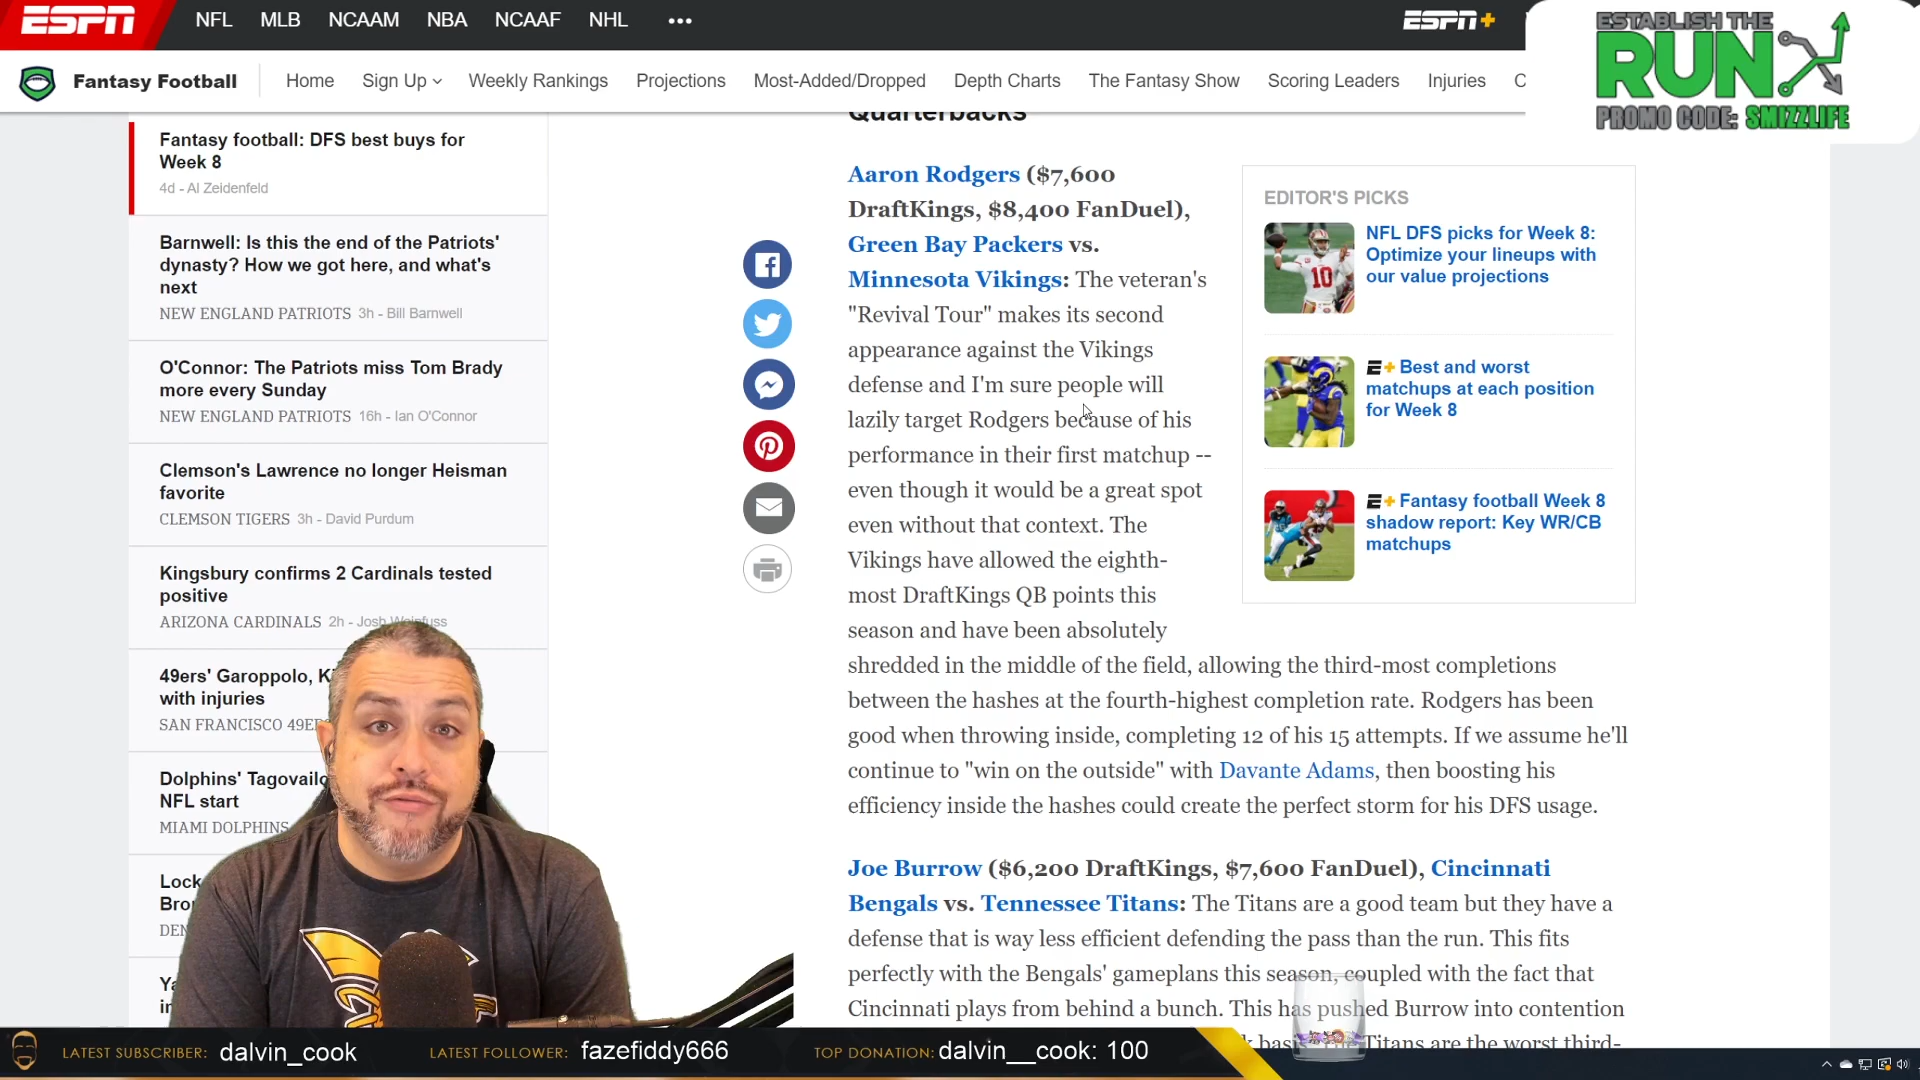 ESPN
NFL
MLB
NCAAM
NBA
NCAAF
NHL
•••
ESPN+
ESTABLISH THE
RUN
PROMO CODE: SMIZZLIFE
Fantasy Football
Home
Sign Up
Weekly Rankings
Projections
Most-Added/Dropped
Depth Charts
The Fantasy Show
Scoring Leaders
Injuries
Fantasy football: DFS best buys for
Week 8
4d - Al Zeidenfeld
Barnwell: Is this the end of the Patriots'
dynasty? How we got here, and what's
next
NEW ENGLAND PATRIOTS 3h - Bill Barnwell
O'Connor: The Patriots miss Tom Brady
more every Sunday
NEW ENGLAND PATRIOTS 16h - Ian O'Connor
Clemson's Lawrence no longer Heisman
favorite
CLEMSON TIGERS 3h - David Purdum
Kingsbury confirms 2 Cardinals tested
positive
ARIZONA CARDINALS 2h - Josh Weinfuss
49ers' Garoppolo,
with injuries
SAN FRANCISCO 49ERS
Dolphins'
NFL start
MIAMI DOLPHINS
Quarterbacks
Aaron Rodgers ($7,600
DraftKings, $8,400 FanDuel),
Green Bay Packers vs.
Minnesota Vikings: The veteran's
"Revival Tour" makes its second
appearance against the Vikings
defense and I'm sure people will
lazily target Rodgers because of his
performance in their first matchup --
even though it would be a great spot
even without that context. The
Vikings have allowed the eighth-
most DraftKings QB points this
season and have been absolutely
shredded in the middle of the field, allowing the third-most completions
between the hashes at the fourth-highest completion rate. Rodgers has been
good when throwing inside, completing 12 of his 15 attempts. If we assume he'll
continue to "win on the outside" with Davante Adams, then boosting his
efficiency inside the hashes could create the perfect storm for his DFS usage.
Joe Burrow ($6,200 DraftKings, $7,600 FanDuel), Cincinnati
Bengals vs. Tennessee Titans: The Titans are a good team but they have a
defense that is way less efficient defending the pass than the run. This fits
perfectly with the Bengals' gameplans this season, coupled with the fact that
Cincinnati plays from behind a bunch. This has pushed Burrow into contention
Titans are the worst third-
EDITOR'S PICKS
NFL DFS picks for Week 8:
Optimize your lineups with
our value projections
E+ Best and worst
matchups at each position
for Week 8
E+ Fantasy football Week 8
shadow report: Key WR/CB
matchups
10
LATEST SUBSCRIBER: dalvin_cook
LATEST FOLLOWER: fazefiddy666
TOP DONATION: dalvin__cook: 100